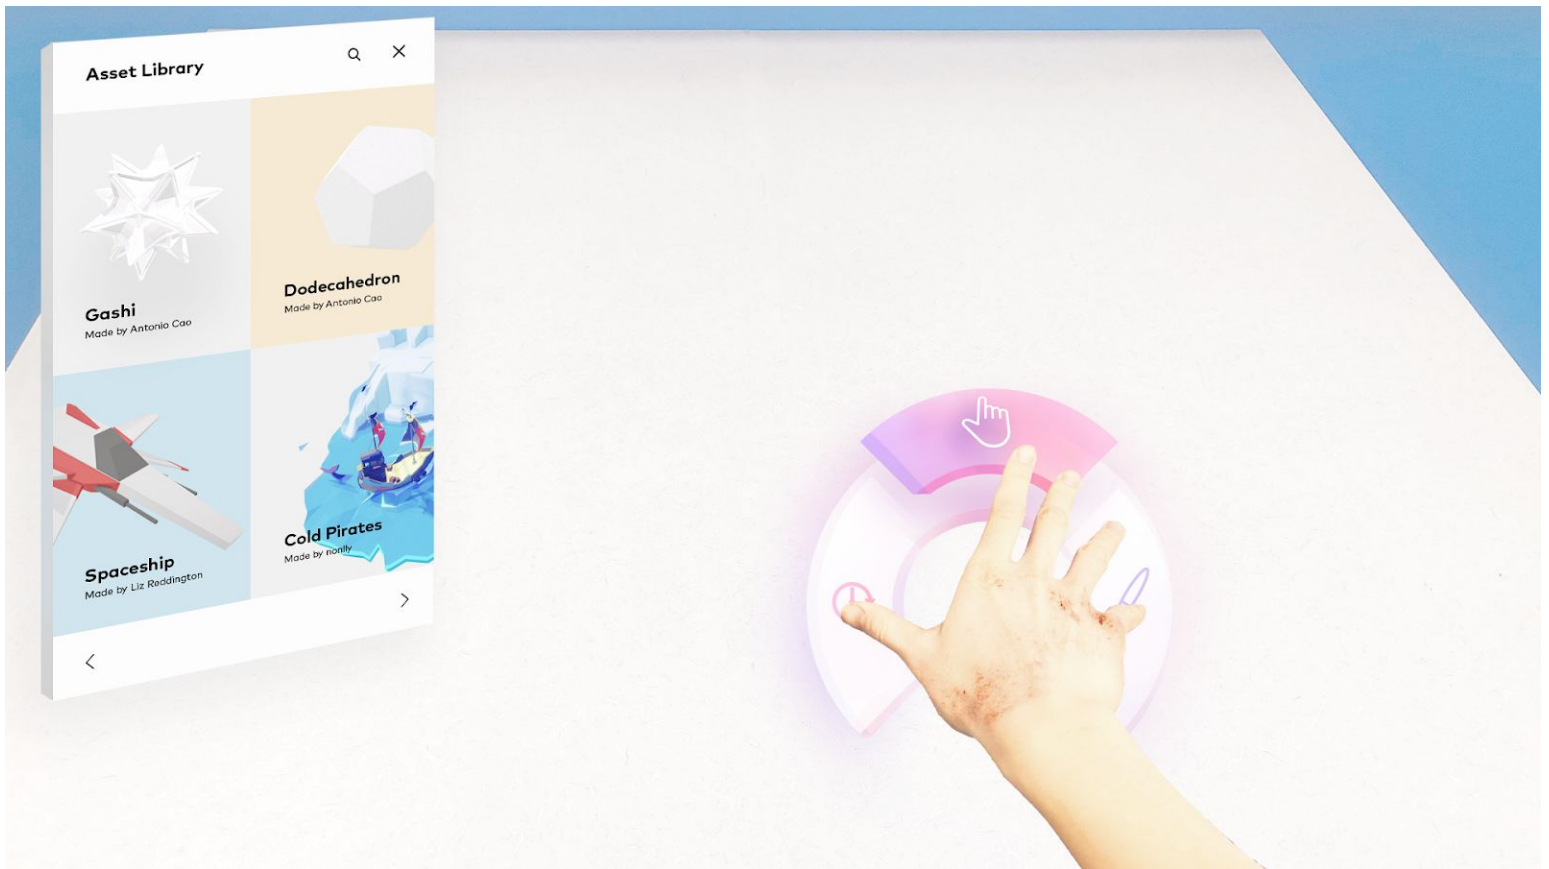 Asset Library
Gashi
Made by Antonio Cao
Dodecahedron
Made by Antonio Cao
Spaceship
Made by Liz Reddington
Cold Pirates
Made by nonlly